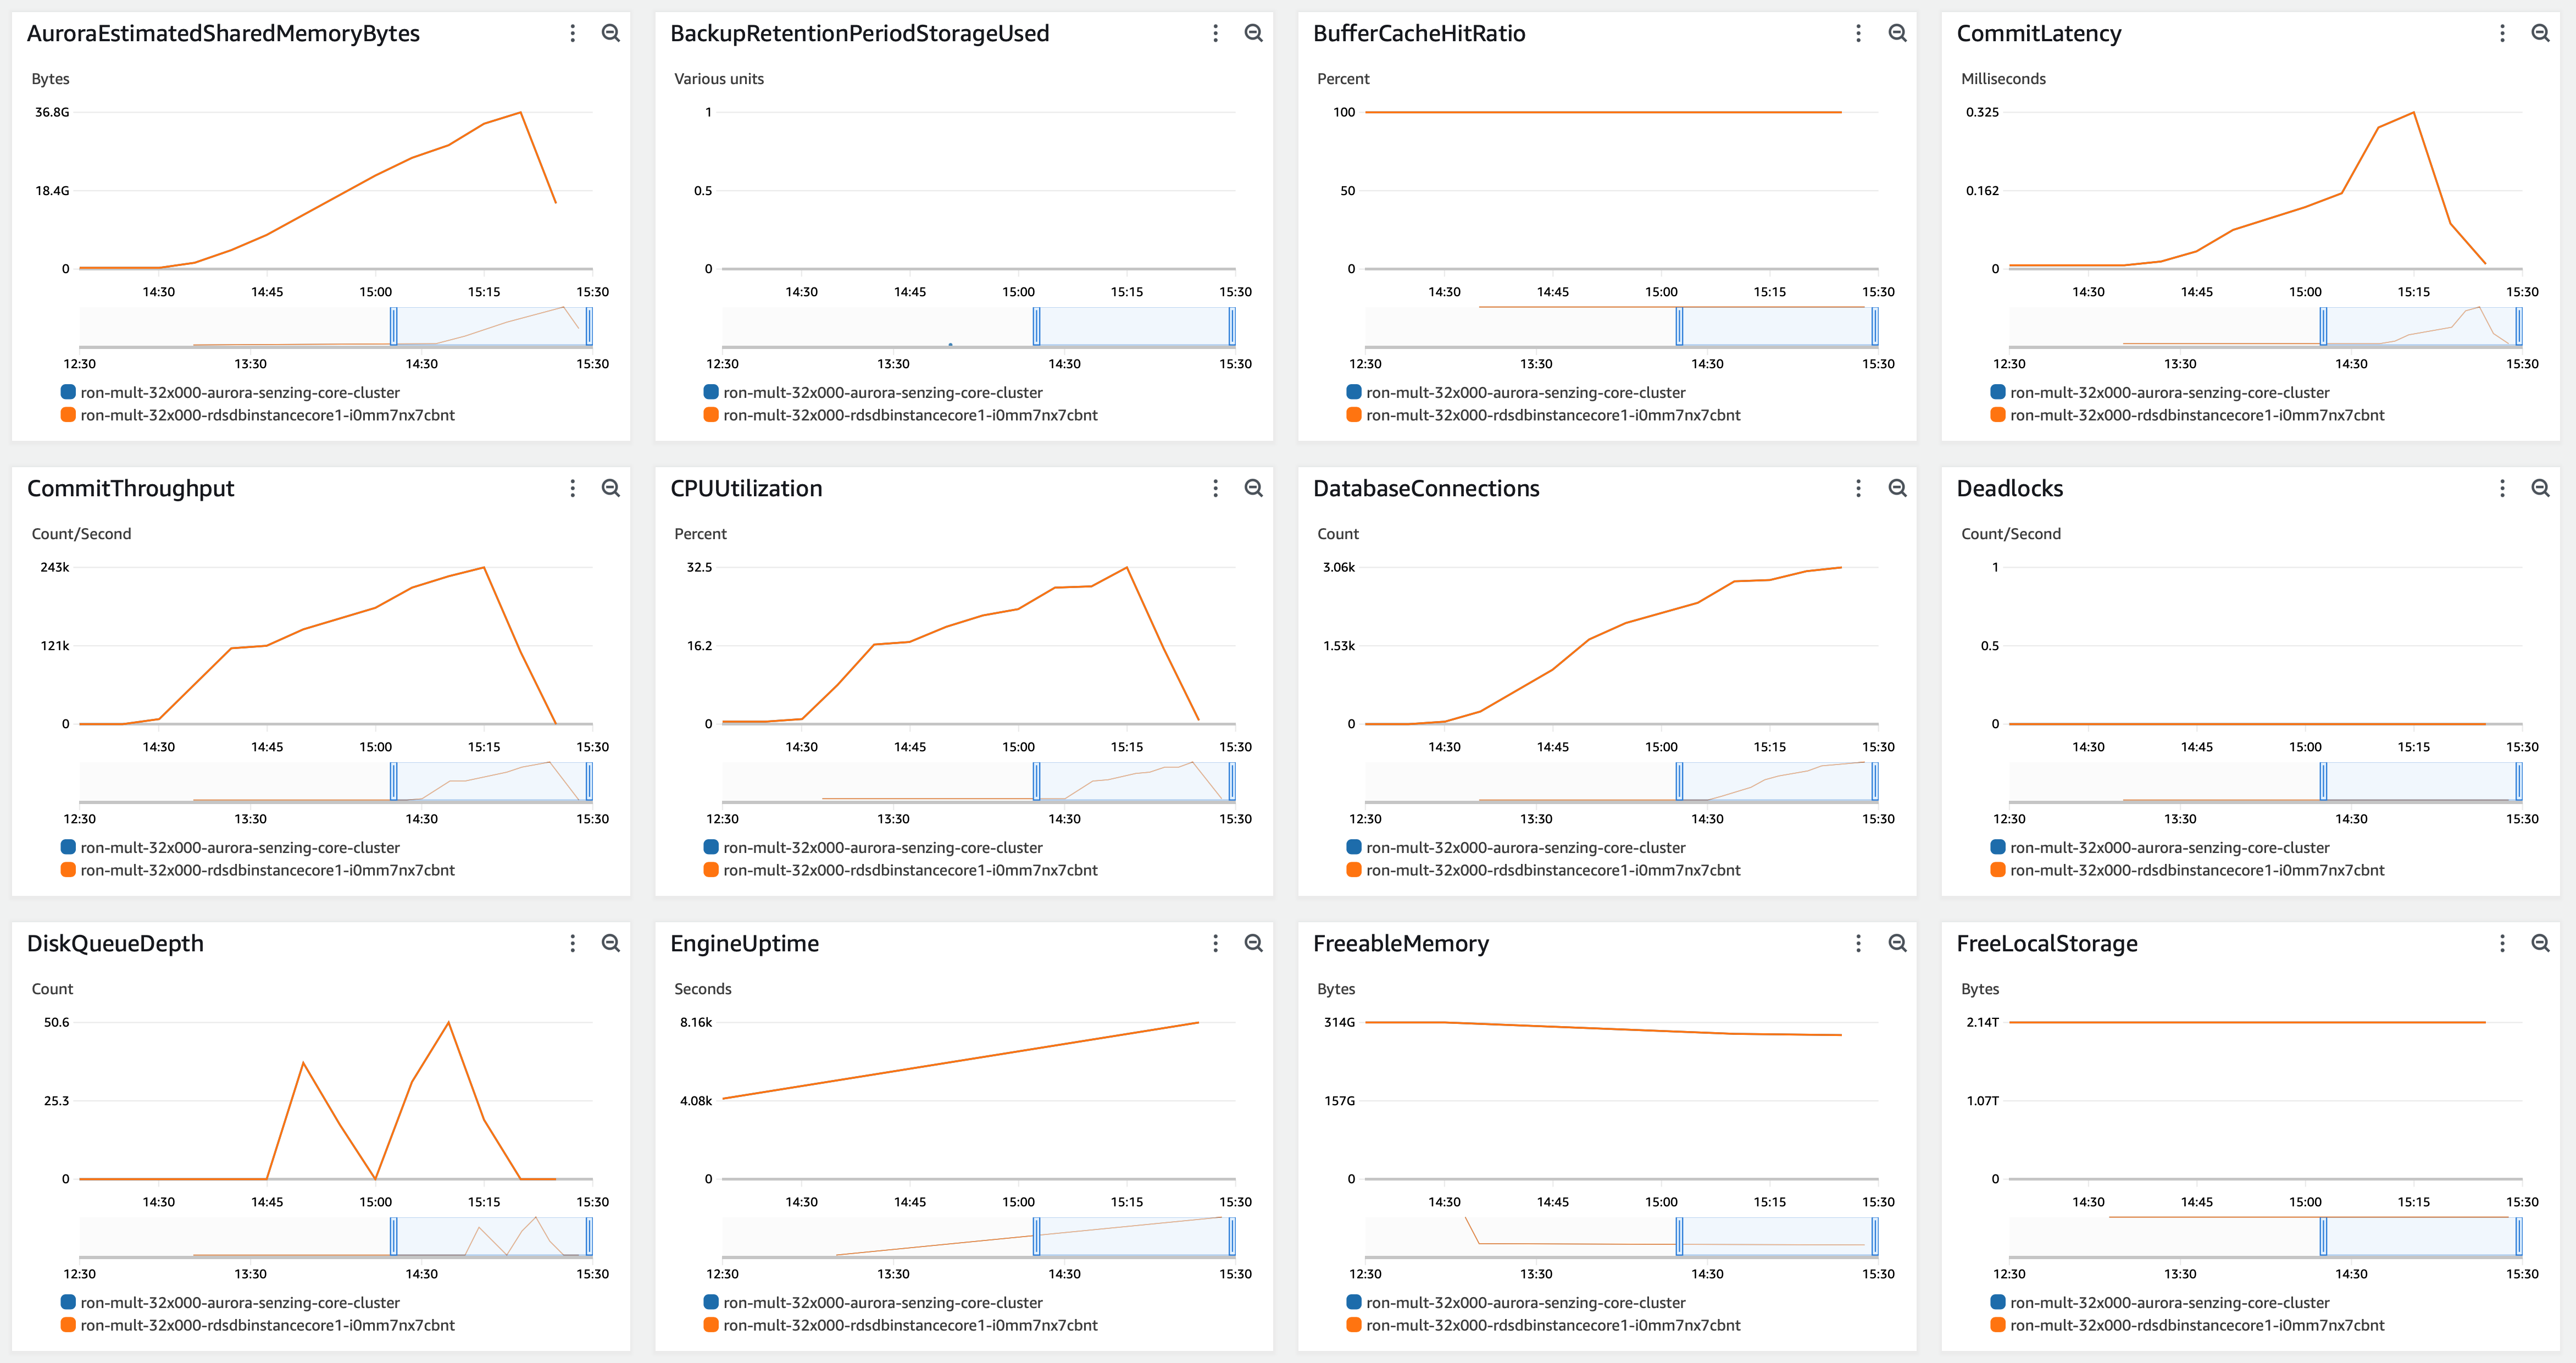 AuroraEstimatedSharedMemoryBytes
Bytes
36.8G
18.4G
0
14:30 14:45 15:00 15:15 15:30
12:30 13:30 14:30 15:30
ron-mult-32x000-aurora-senzing-core-cluster
ron-mult-32x000-rdsdbinstancecore1-i0mm7nx7cbnt
BackupRetentionPeriodStorageUsed
Various units
1
0.5
0
14:30 14:45 15:00 15:15 15:30
12:30 13:30 14:30 15:30
ron-mult-32x000-aurora-senzing-core-cluster
ron-mult-32x000-rdsdbinstancecore1-i0mm7nx7cbnt
BufferCacheHitRatio
Percent
100
50
0
14:30 14:45 15:00 15:15 15:30
12:30 13:30 14:30 15:30
ron-mult-32x000-aurora-senzing-core-cluster
ron-mult-32x000-rdsdbinstancecore1-i0mm7nx7cbnt
CommitLatency
Milliseconds
0.325
0.162
0
14:30 14:45 15:00 15:15 15:30
12:30 13:30 14:30 15:30
ron-mult-32x000-aurora-senzing-core-cluster
ron-mult-32x000-rdsdbinstancecore1-i0mm7nx7cbnt
CommitThroughput
Count/Second
243k
121k
0
14:30 14:45 15:00 15:15 15:30
12:30 13:30 14:30 15:30
ron-mult-32x000-aurora-senzing-core-cluster
ron-mult-32x000-rdsdbinstancecore1-i0mm7nx7cbnt
CPUUtilization
Percent
32.5
16.2
0
14:30 14:45 15:00 15:15 15:30
12:30 13:30 14:30 15:30
ron-mult-32x000-aurora-senzing-core-cluster
ron-mult-32x000-rdsdbinstancecore1-i0mm7nx7cbnt
DatabaseConnections
Count
3.06k
1.53k
0
14:30 14:45 15:00 15:15 15:30
12:30 13:30 14:30 15:30
ron-mult-32x000-aurora-senzing-core-cluster
ron-mult-32x000-rdsdbinstancecore1-i0mm7nx7cbnt
Deadlocks
Count/Second
1
0.5
0
14:30 14:45 15:00 15:15 15:30
12:30 13:30 14:30 15:30
ron-mult-32x000-aurora-senzing-core-cluster
ron-mult-32x000-rdsdbinstancecore1-i0mm7nx7cbnt
DiskQueueDepth
Count
50.6
25.3
0
14:30 14:45 15:00 15:15 15:30
12:30 13:30 14:30 15:30
ron-mult-32x000-aurora-senzing-core-cluster
ron-mult-32x000-rdsdbinstancecore1-i0mm7nx7cbnt
EngineUptime
Seconds
8.16k
4.08k
0
14:30 14:45 15:00 15:15 15:30
12:30 13:30 14:30 15:30
ron-mult-32x000-aurora-senzing-core-cluster
ron-mult-32x000-rdsdbinstancecore1-i0mm7nx7cbnt
FreeableMemory
Bytes
314G
157G
0
14:30 14:45 15:00 15:15 15:30
12:30 13:30 14:30 15:30
ron-mult-32x000-aurora-senzing-core-cluster
ron-mult-32x000-rdsdbinstancecore1-i0mm7nx7cbnt
FreeLocalStorage
Bytes
2.14T
1.07T
0
14:30 14:45 15:00 15:15 15:30
12:30 13:30 14:30 15:30
ron-mult-32x000-aurora-senzing-core-cluster
ron-mult-32x000-rdsdbinstancecore1-i0mm7nx7cbnt